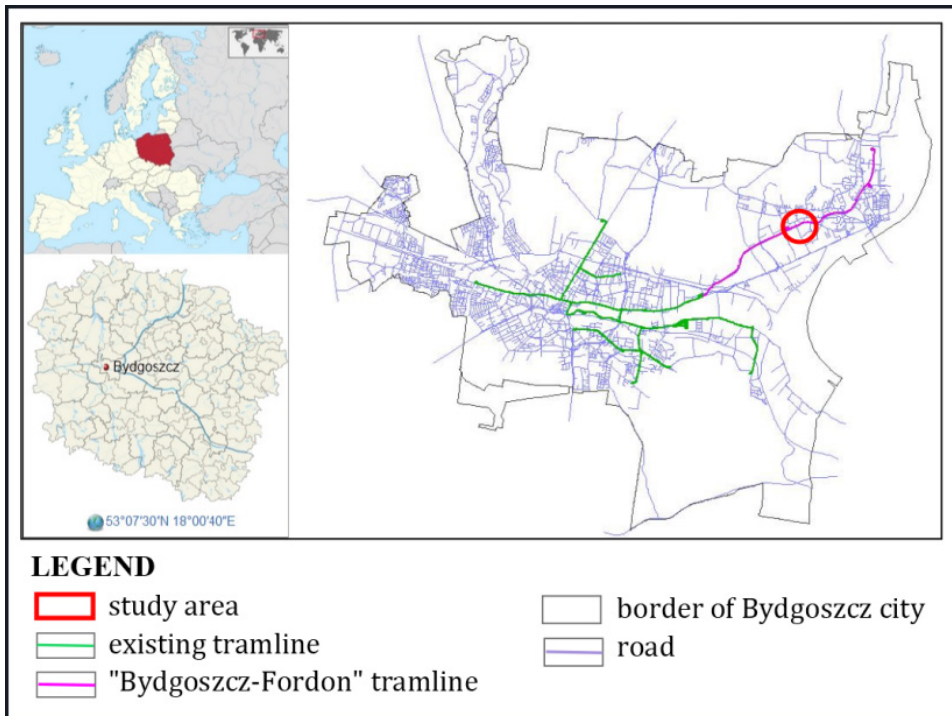 Bydgoszcz
53°07'30"N 18°00'40"E
LEGEND
study area
existing tramline
"Bydgoszcz-Fordon" tramline
border of Bydgoszcz city
road